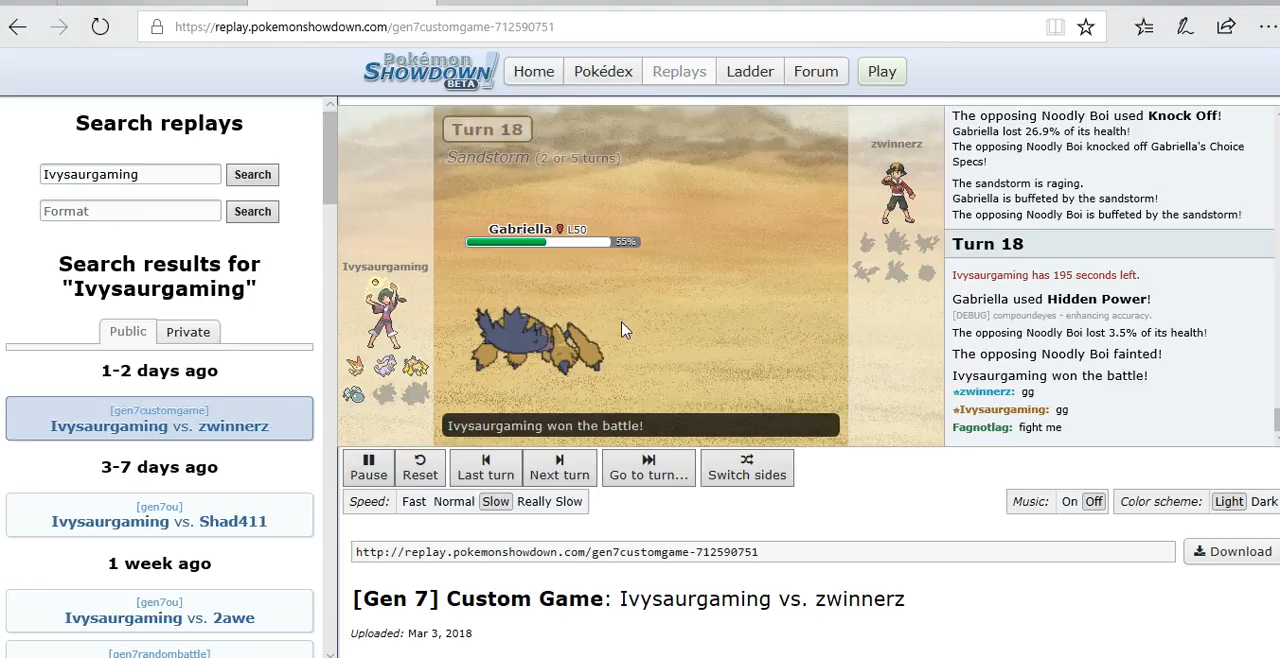 https://replay.pokemonshowdown.com/gen7customgame-712590751
Pokémon
SHOWDOWN!
BETA
Home
Pokédex
Replays
Ladder
Forum
Play
Search replays
Ivysaurgaming
Search
Format
Search
Search results for
"Ivysaurgaming"
Public
Private
1-2 days ago
[gen7customgame]
Ivysaurgaming vs. zwinnerz
3-7 days ago
[gen7ou]
Ivysaurgaming vs. Shad411
1 week ago
[gen7ou]
Ivysaurgaming vs. 2awe
[gen7randombattle]
Turn 18
Sandstorm (2 or 5 turns)
zwinnerz
Gabriella L50
55%
Ivysaurgaming
Ivysaurgaming won the battle!
The opposing Noodly Boi used Knock Off!
Gabriella lost 26.9% of its health!
The opposing Noodly Boi knocked off Gabriella's Choice
Specs!
The sandstorm is raging.
Gabriella is buffeted by the sandstorm!
The opposing Noodly Boi is buffeted by the sandstorm!
Turn 18
Ivysaurgaming has 195 seconds left.
Gabriella used Hidden Power!
[DEBUG] compoundeyes - enhancing accuracy.
The opposing Noodly Boi lost 3.5% of its health!
The opposing Noodly Boi fainted!
Ivysaurgaming won the battle!
☆zwinnerz: gg
☆Ivysaurgaming: gg
Fagnotlag: fight me
Pause
Reset
Last turn
Next turn
Go to turn...
Switch sides
Speed: Fast Normal Slow Really Slow
Music: On Off
Color scheme: Light Dark
http://replay.pokemonshowdown.com/gen7customgame-712590751
Download
[Gen 7] Custom Game: Ivysaurgaming vs. zwinnerz
Uploaded: Mar 3, 2018